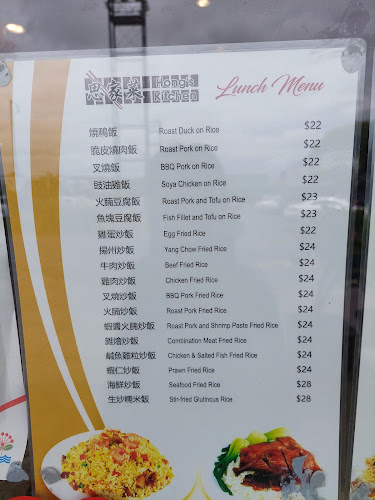 思家菜 Hong's Kitchen
Lunch Menu
燒鴨飯 Roast Duck on Rice $22
脆皮燒肉飯 Roast Pork on Rice $22
叉燒飯 BBQ Pork on Rice $22
豉油雞飯 Soya Chicken on Rice $22
火腩豆腐飯 Roast Pork and Tofu on Rice $23
魚塊豆腐飯 Fish Fillet and Tofu on Rice $23
雞蛋炒飯 Egg Fried Rice $22
揚州炒飯 Yang Chow Fried Rice $24
牛肉炒飯 Beef Fried Rice $24
雞肉炒飯 Chicken Fried Rice $24
叉燒炒飯 BBQ Pork Fried Rice $24
火腩炒飯 Roast Pork Fried Rice $24
蝦醬火腩炒飯 Roast Pork and Shrimp Paste Fried Rice $24
雜燴炒飯 Combination Meat Fried Rice $24
鹹魚雞粒炒飯 Chicken & Salted Fish Fried Rice $24
蝦仁炒飯 Prawn Fried Rice $24
海鮮炒飯 Seafood Fried Rice $28
生炒糯米飯 Stir-fried Glutinous Rice $28